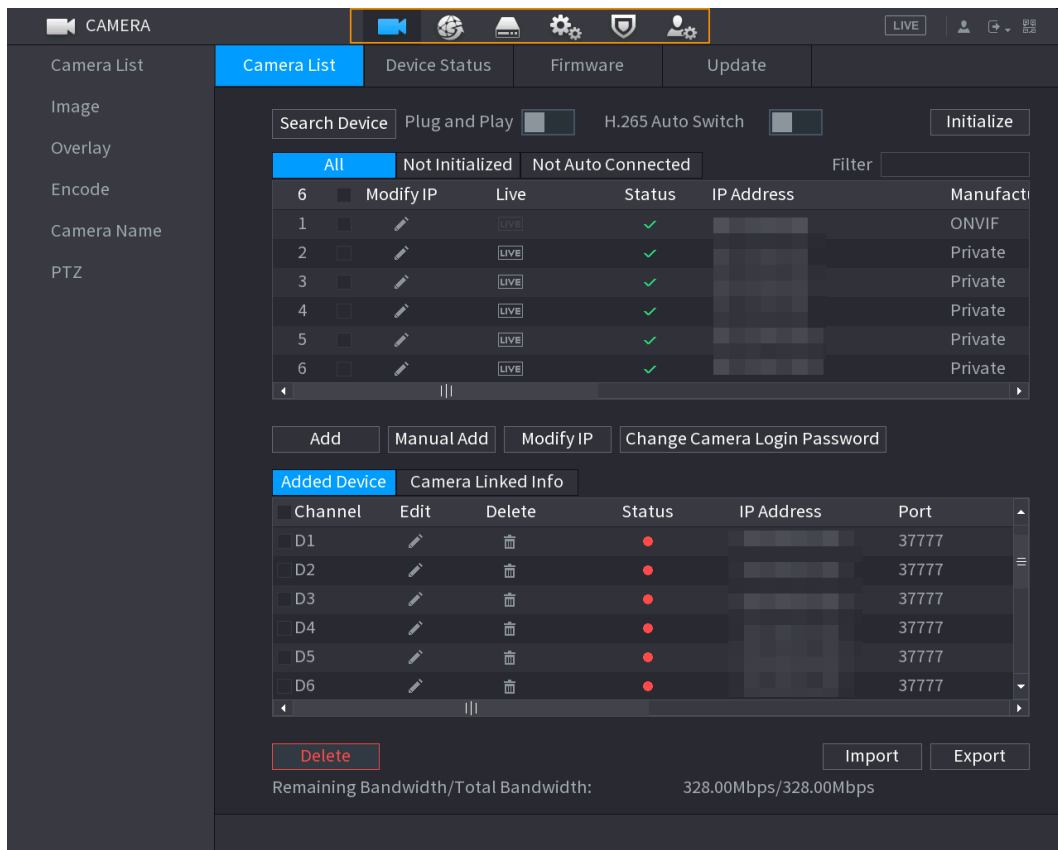 CAMERA LIVE
Camera List
Image
Overlay
Encode
Camera Name
PTZ
Camera List Device Status Firmware Update
Search Device Plug and Play H.265 Auto Switch Initialize
All Not Initialized Not Auto Connected Filter
6 Modify IP Live Status IP Address Manufactu
1 LIVE ONVIF
2 LIVE Private
3 LIVE Private
4 LIVE Private
5 LIVE Private
6 LIVE Private
Add Manual Add Modify IP Change Camera Login Password
Added Device Camera Linked Info
Channel Edit Delete Status IP Address Port
D1 37777
D2 37777
D3 37777
D4 37777
D5 37777
D6 37777
Delete Import Export
Remaining Bandwidth/Total Bandwidth: 328.00Mbps/328.00Mbps